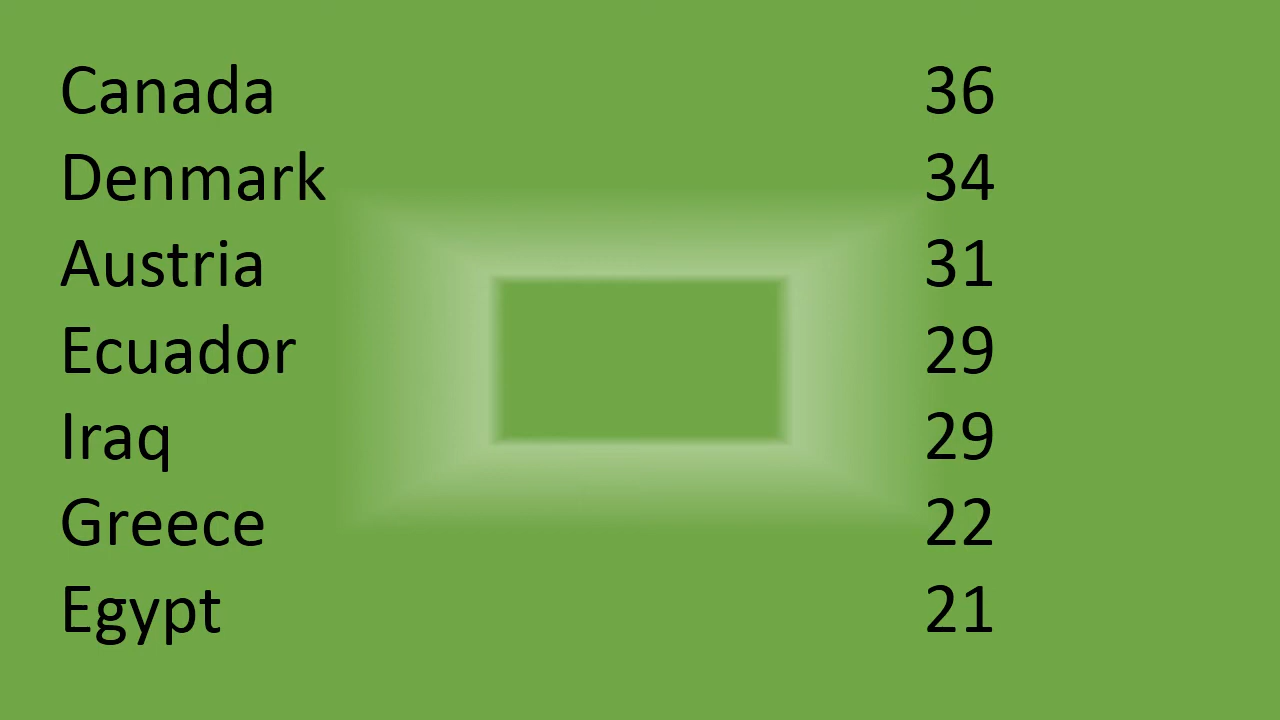 Canada 36
Denmark 34
Austria 31
Ecuador 29
Iraq 29
Greece 22
Egypt 21